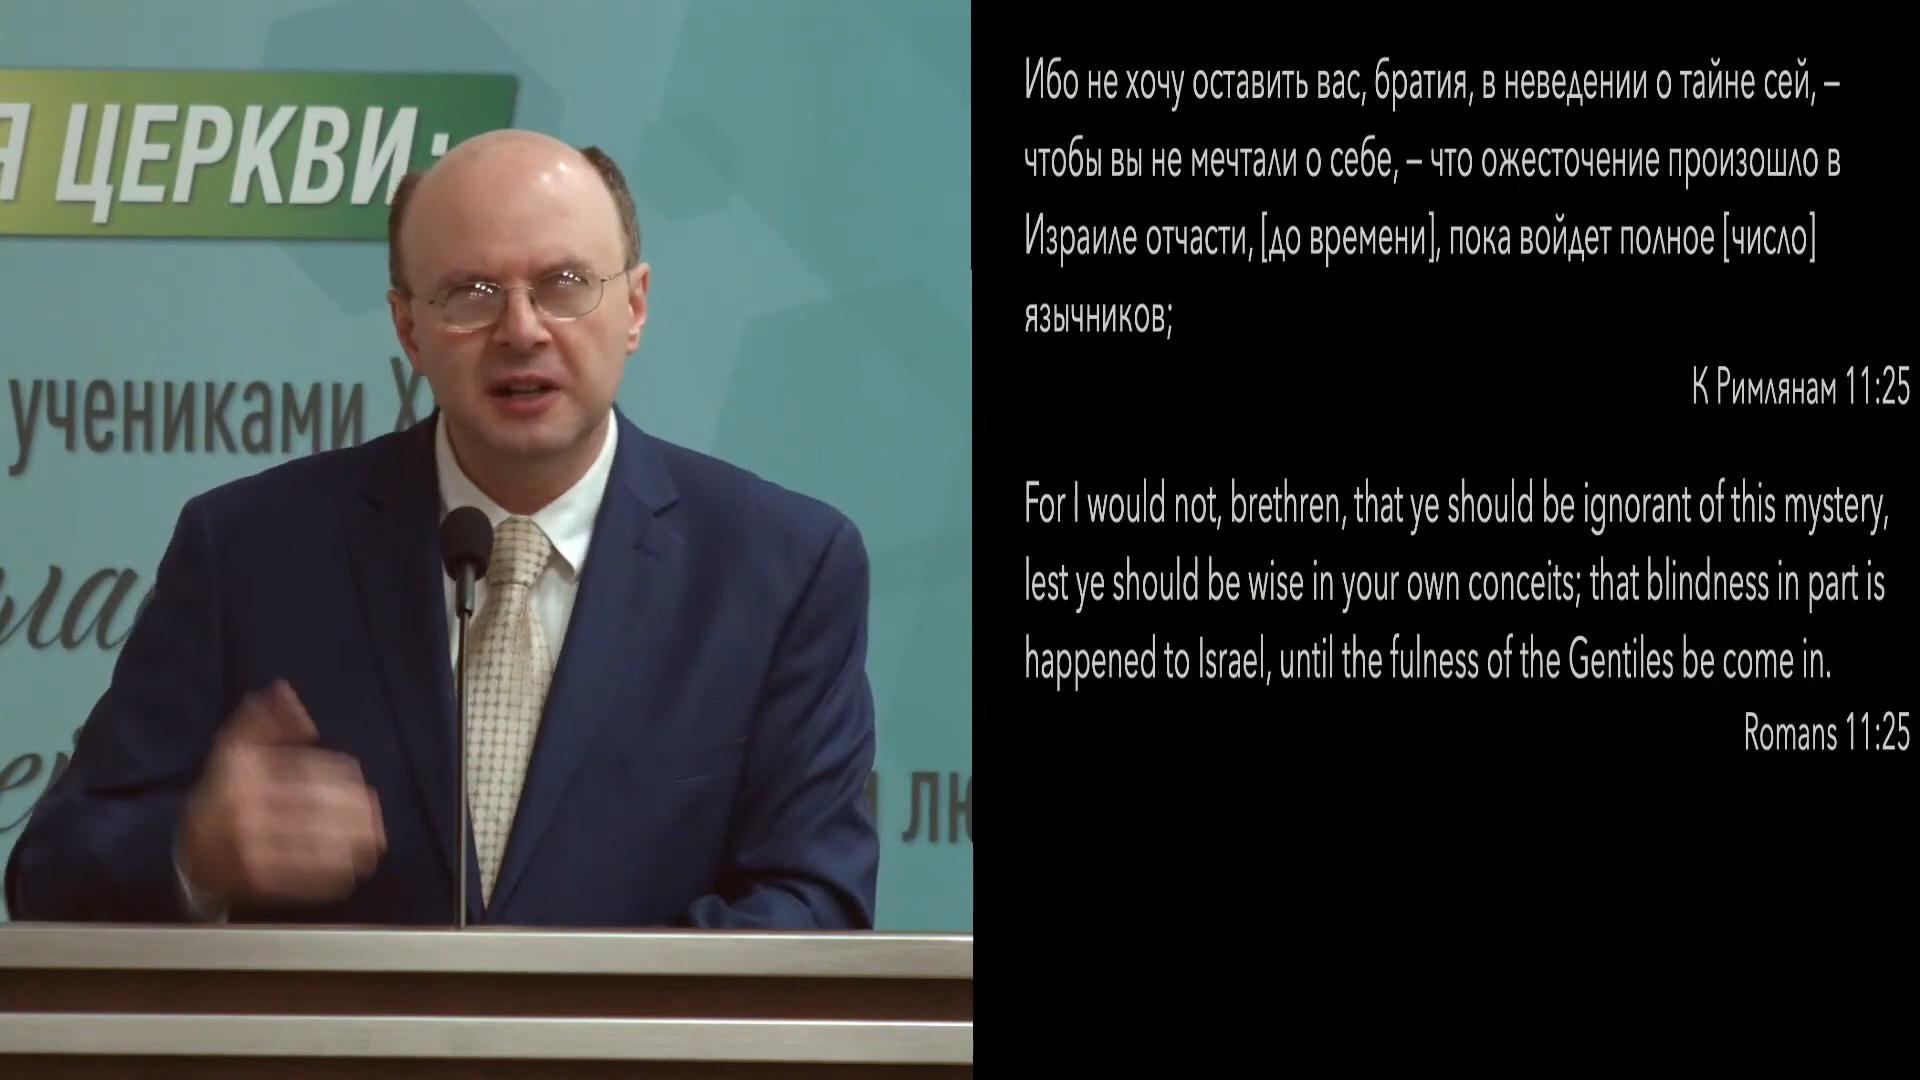 Я ЦЕРКВИ:
учениками Х
Ибо не хочу оставить вас, братия, в неведении о тайне сей, –
чтобы вы не мечтали о себе, – что ожесточение произошло в
Израиле отчасти, [до времени], пока войдет полное [число]
язычников;
К Римлянам 11:25
For I would not, brethren, that ye should be ignorant of this mystery,
lest ye should be wise in your own conceits; that blindness in part is
happened to Israel, until the fulness of the Gentiles be come in.
Romans 11:25